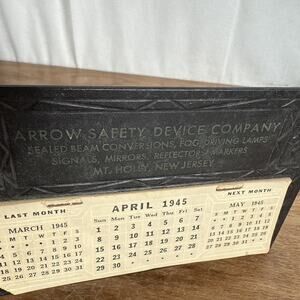 ARROW SAFETY DEVICE COMPANY
SEALED BEAM CONVERSIONS, FOG, DRIVING LAMPS
SIGNALS, MIRRORS, REFLECTORS, MARKERS
MT. HOLLY, NEW JERSEY
LAST MONTH
NEXT MONTH
MARCH 1945
APRIL 1945
MAY 1945
Sun Mon Tue Wed Thu Fri Sat
1 2 3 4 5 6 7
8 9 10 11 12 13 14
15 16 17 18 19 20 21
22 23 24 25 26 27 28
29 30